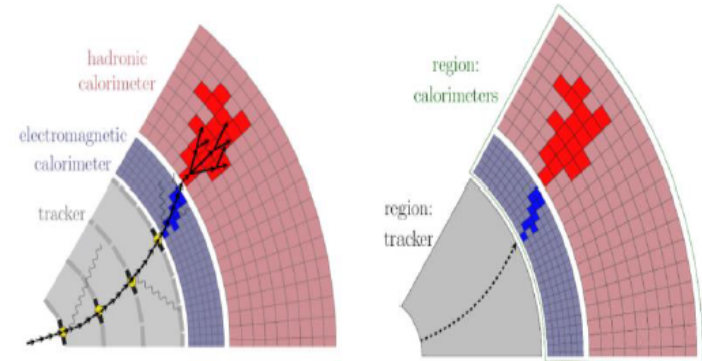 hadronic
calorimeter
electromagnetic
calorimeter
tracker
region:
calorimeters
region:
tracker